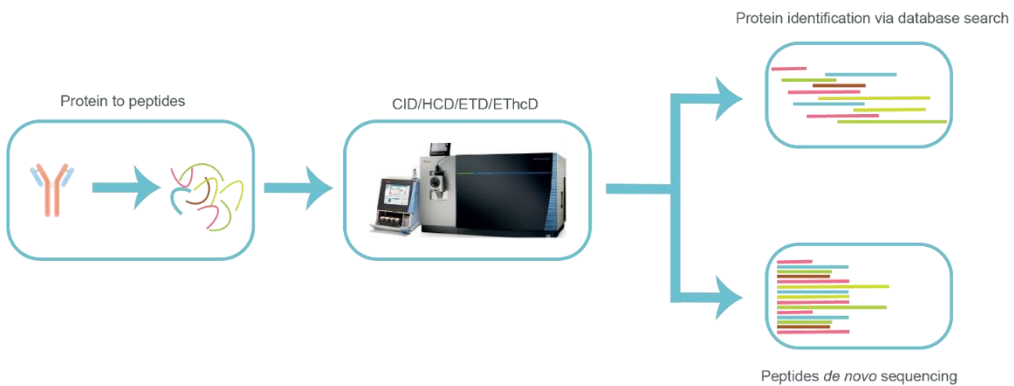 Protein identification via database search
Protein to peptides
CID/HCD/ETD/EThcD
Peptides de novo sequencing